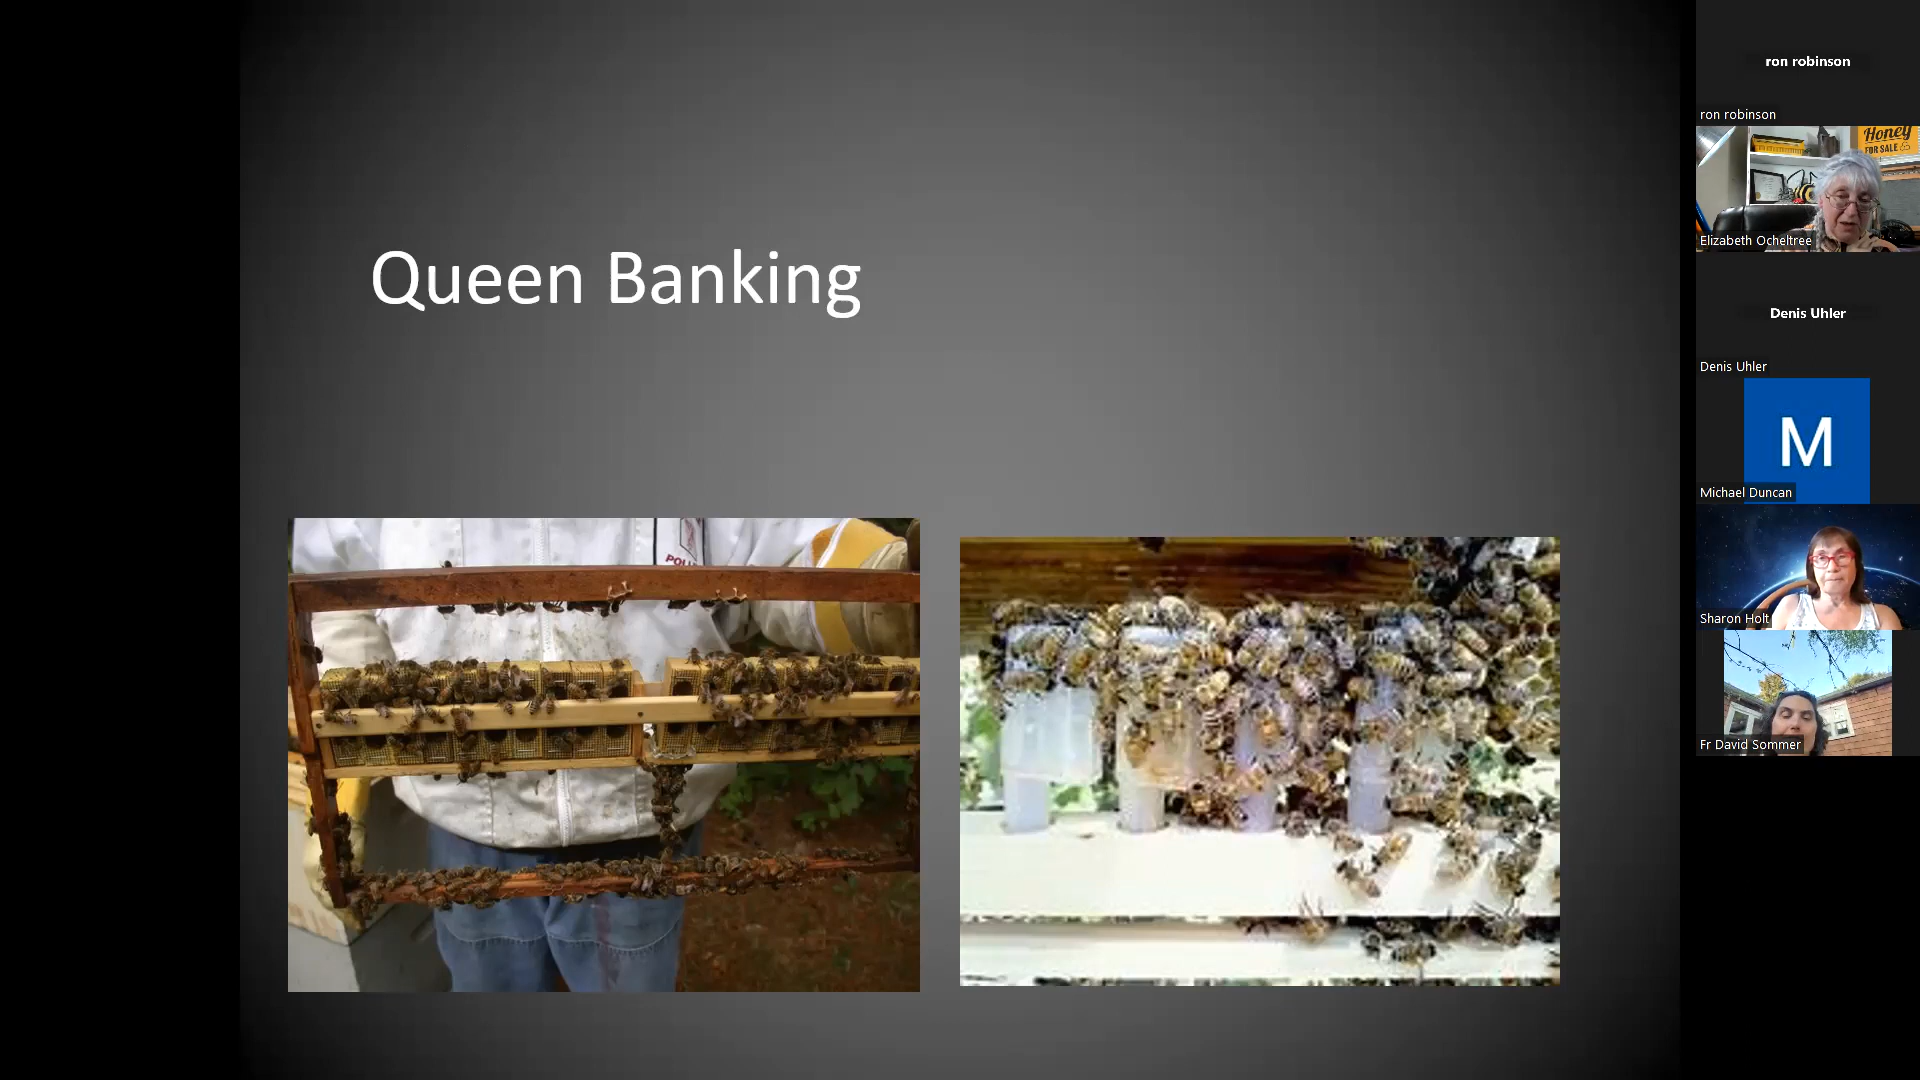 Queen Banking
POLL
ron robinson
ron robinson
Honey
FOR SALE
Elizabeth Ocheltree
Denis Uhler
Denis Uhler
M
Michael Duncan
Sharon Holt
Fr David Sommer